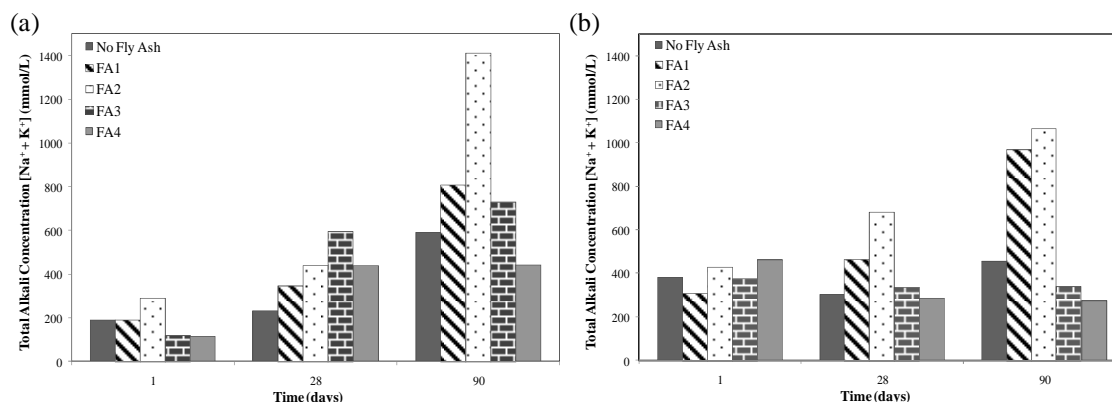 (a)
Total Alkali Concentration [Na⁺ + K⁺] (mmol/L)
1400
1200
1000
800
600
400
200
0
No Fly Ash
FA1
FA2
FA3
FA4
1
28
90
Time (days)
(b)
Total Alkali Concentration [Na⁺ + K⁺] (mmol/L)
1400
1200
1000
800
600
400
200
0
No Fly Ash
FA1
FA2
FA3
FA4
1
28
90
Time (days)